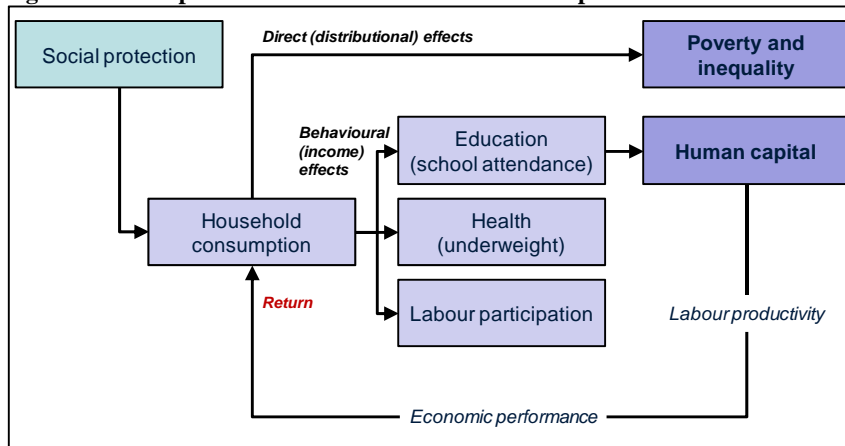 Direct (distributional) effects
Social protection
Poverty and
inequality
Behavioural
(income)
effects
Education
(school attendance)
Human capital
Household
consumption
Health
(underweight)
Return
Labour participation
Labour productivity
Economic performance